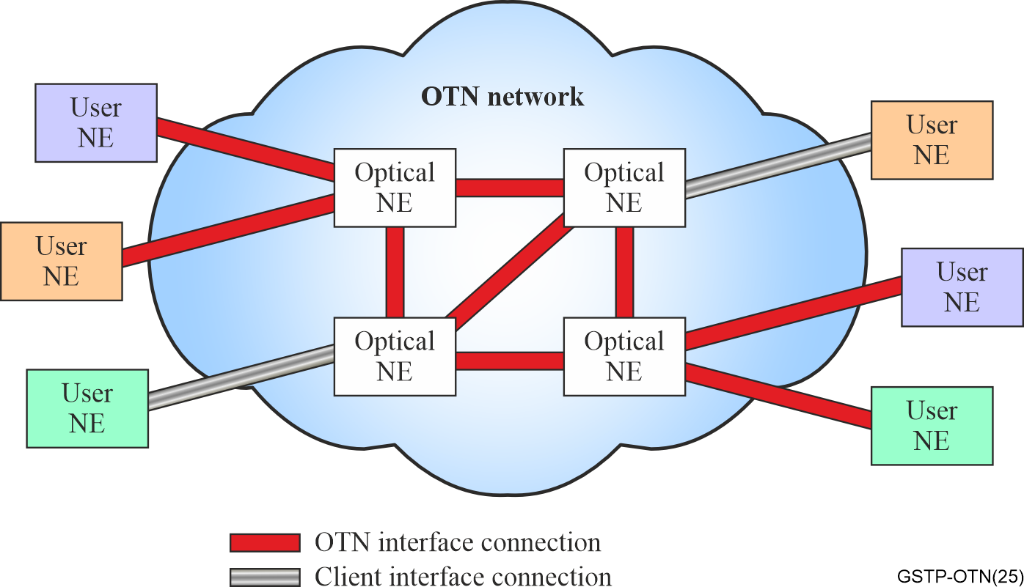 OTN network
User
NE
Optical
NE
Optical
NE
User
NE
User
NE
User
NE
Optical
NE
Optical
NE
User
NE
User
NE
OTN interface connection
Client interface connection
GSTP-OTN(25)